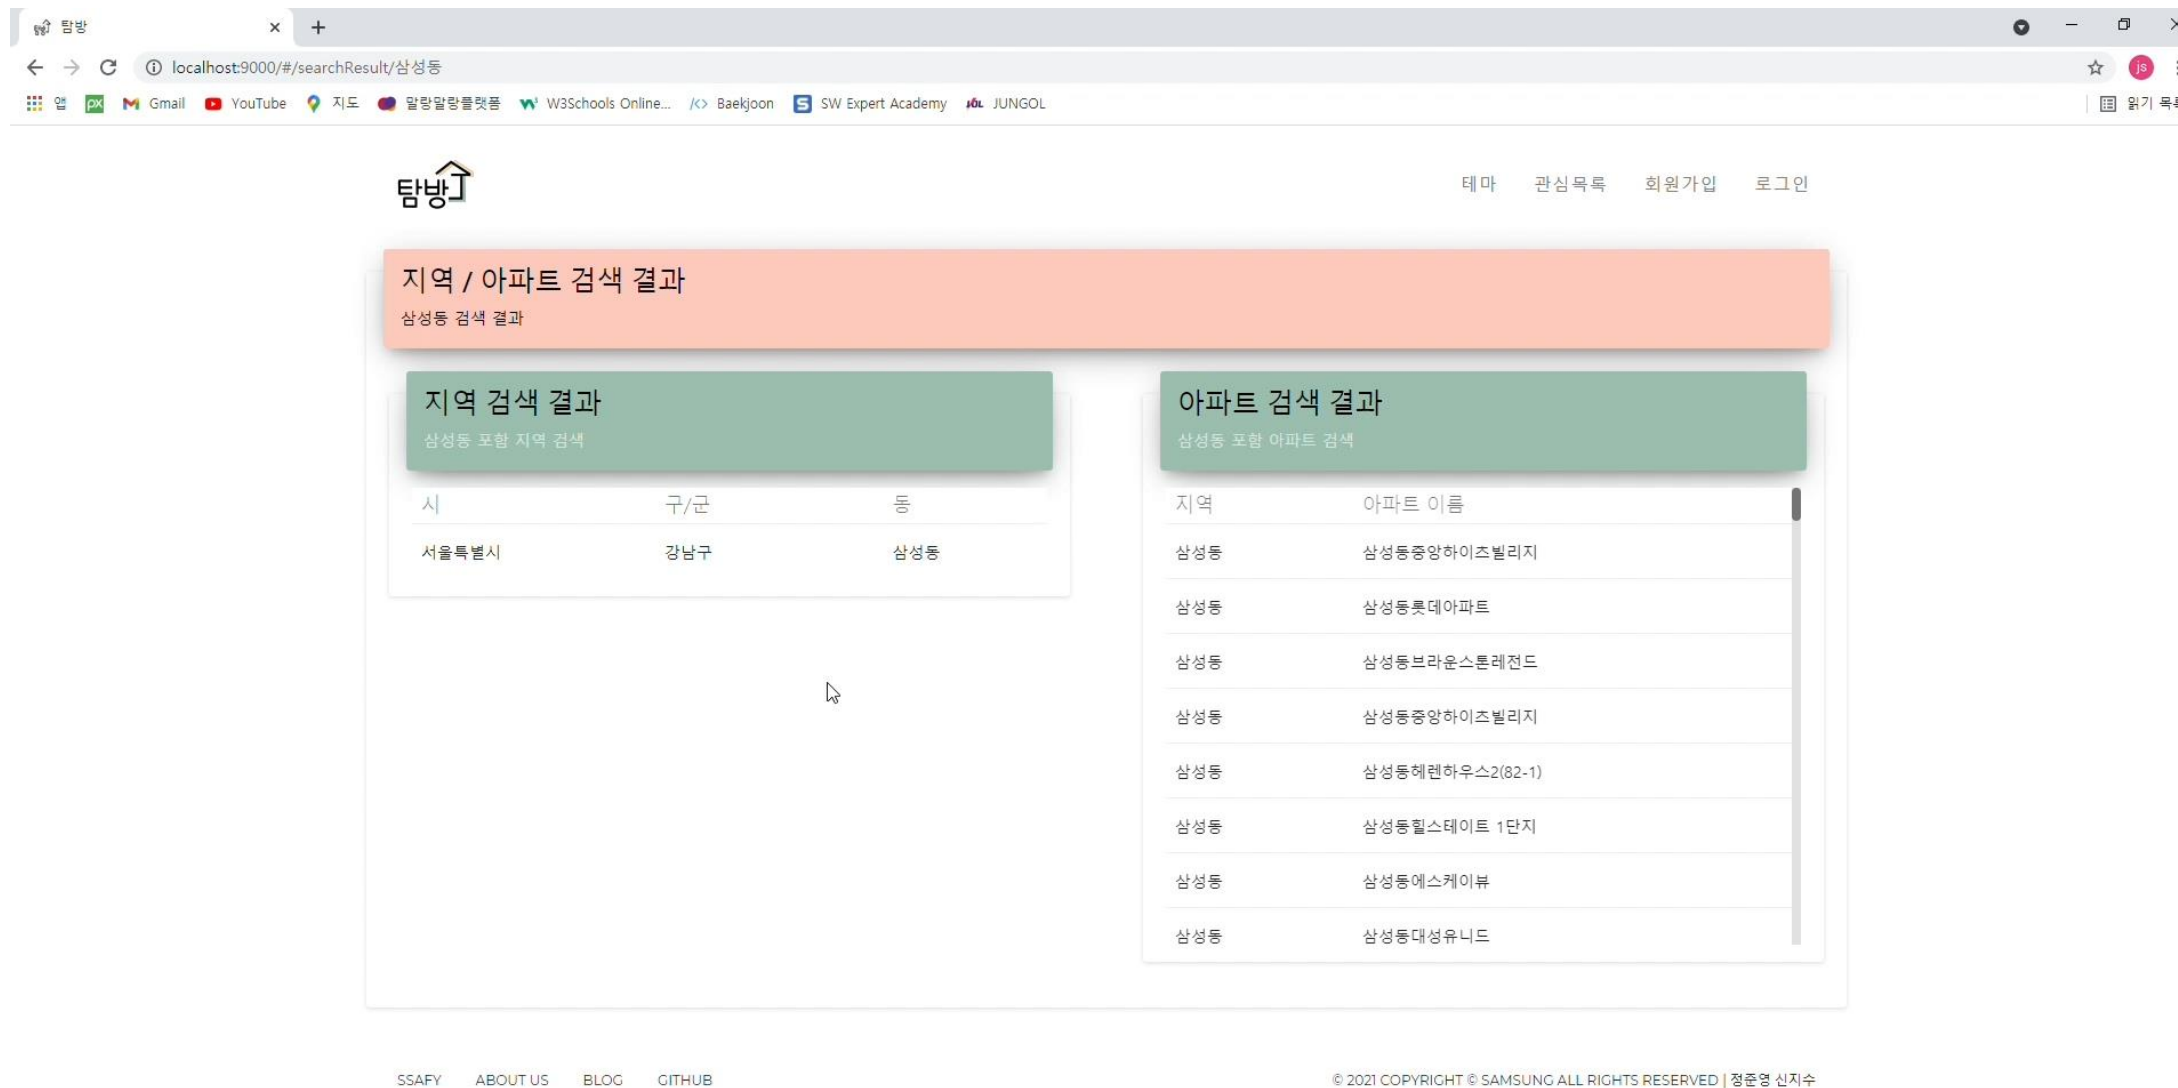 탐방
localhost:9000/#/searchResult/삼성동
js
앱 Gmail YouTube 지도 말랑말랑플랫폼 W3Schools Online... Baekjoon SW Expert Academy JUNGOL 읽기 목록
탐방
테마 관심목록 회원가입 로그인
지역 / 아파트 검색 결과
삼성동 검색 결과
지역 검색 결과
삼성동 포함 지역 검색
시 구/군 동
서울특별시 강남구 삼성동
아파트 검색 결과
삼성동 포함 아파트 검색
지역 아파트 이름
삼성동 삼성동중앙하이츠빌리지
삼성동 삼성동롯데아파트
삼성동 삼성동브라운스톤레전드
삼성동 삼성동중앙하이츠빌리지
삼성동 삼성동헤렌하우스2(82-1)
삼성동 삼성동힐스테이트 1단지
삼성동 삼성동에스케이뷰
삼성동 삼성동대성유니드
SSAFY ABOUT US BLOG GITHUB
© 2021 COPYRIGHT © SAMSUNG ALL RIGHTS RESERVED | 정준영 신지수